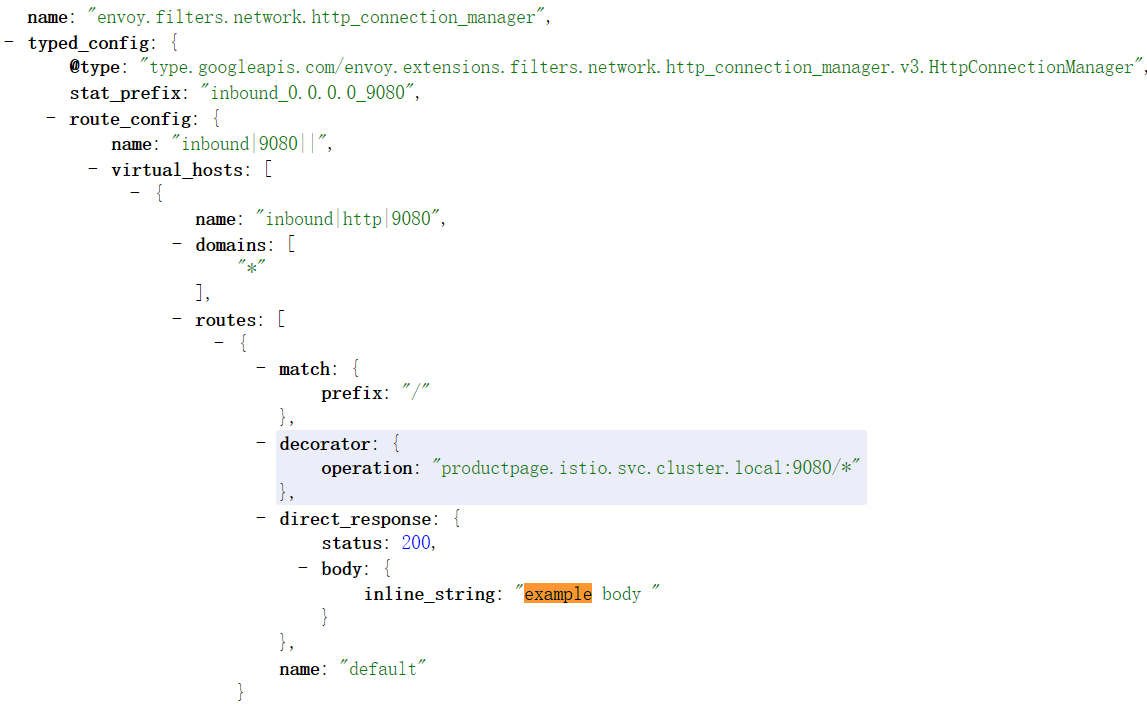 name: "envoy.filters.network.http_connection_manager",
- typed_config: {
@type: "type.googleapis.com/envoy.extensions.filters.network.http_connection_manager.v3.HttpConnectionManager",
stat_prefix: "inbound_0.0.0.0_9080",
- route_config: {
name: "inbound|9080||",
- virtual_hosts: [
- {
name: "inbound|http|9080",
- domains: [
"*"
],
- routes: [
- {
- match: {
prefix: "/"
},
- decorator: {
operation: "productpage.istio.svc.cluster.local:9080/*"
},
- direct_response: {
status: 200,
- body: {
inline_string: "example body "
}
},
name: "default"
}